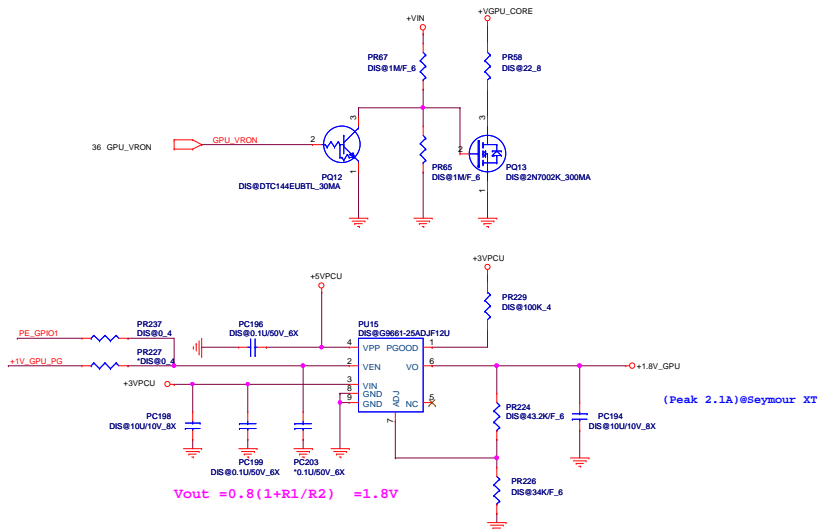 +VIN
+VGPU_CORE
PR67
DIS@1M/F_6
PR58
DIS@22_8
3
3
36 GPU_VRON
GPU_VRON
2
2
PR65
DIS@1M/F_6
PQ13
DIS@2N7002K_300MA
1
1
PQ12
DIS@DTC144EUBTL_30MA
+3VPCU
+5VPCU
PR229
DIS@100K_4
PE_GPIO1
PR237
DIS@0_4
PC196
DIS@0.1U/50V_6X
PU15
DIS@G9661-25ADJF12U
4
VPP
PGOOD
1
+1V_GPU_PG
PR227
*DIS@0_4
2
VEN
VO
6
+1.8V_GPU
+3VPCU
3
VIN
8
GND
9
GND
ADJ
NC
5
7
(Peak 2.1A)@Seymour XT
PC198
DIS@10U/10V_8X
PC199
DIS@0.1U/50V_6X
PC203
*0.1U/50V_6X
PR224
DIS@43.2K/F_6
PC194
DIS@10U/10V_8X
PR226
DIS@34K/F_6
Vout =0.8(1+R1/R2) =1.8V